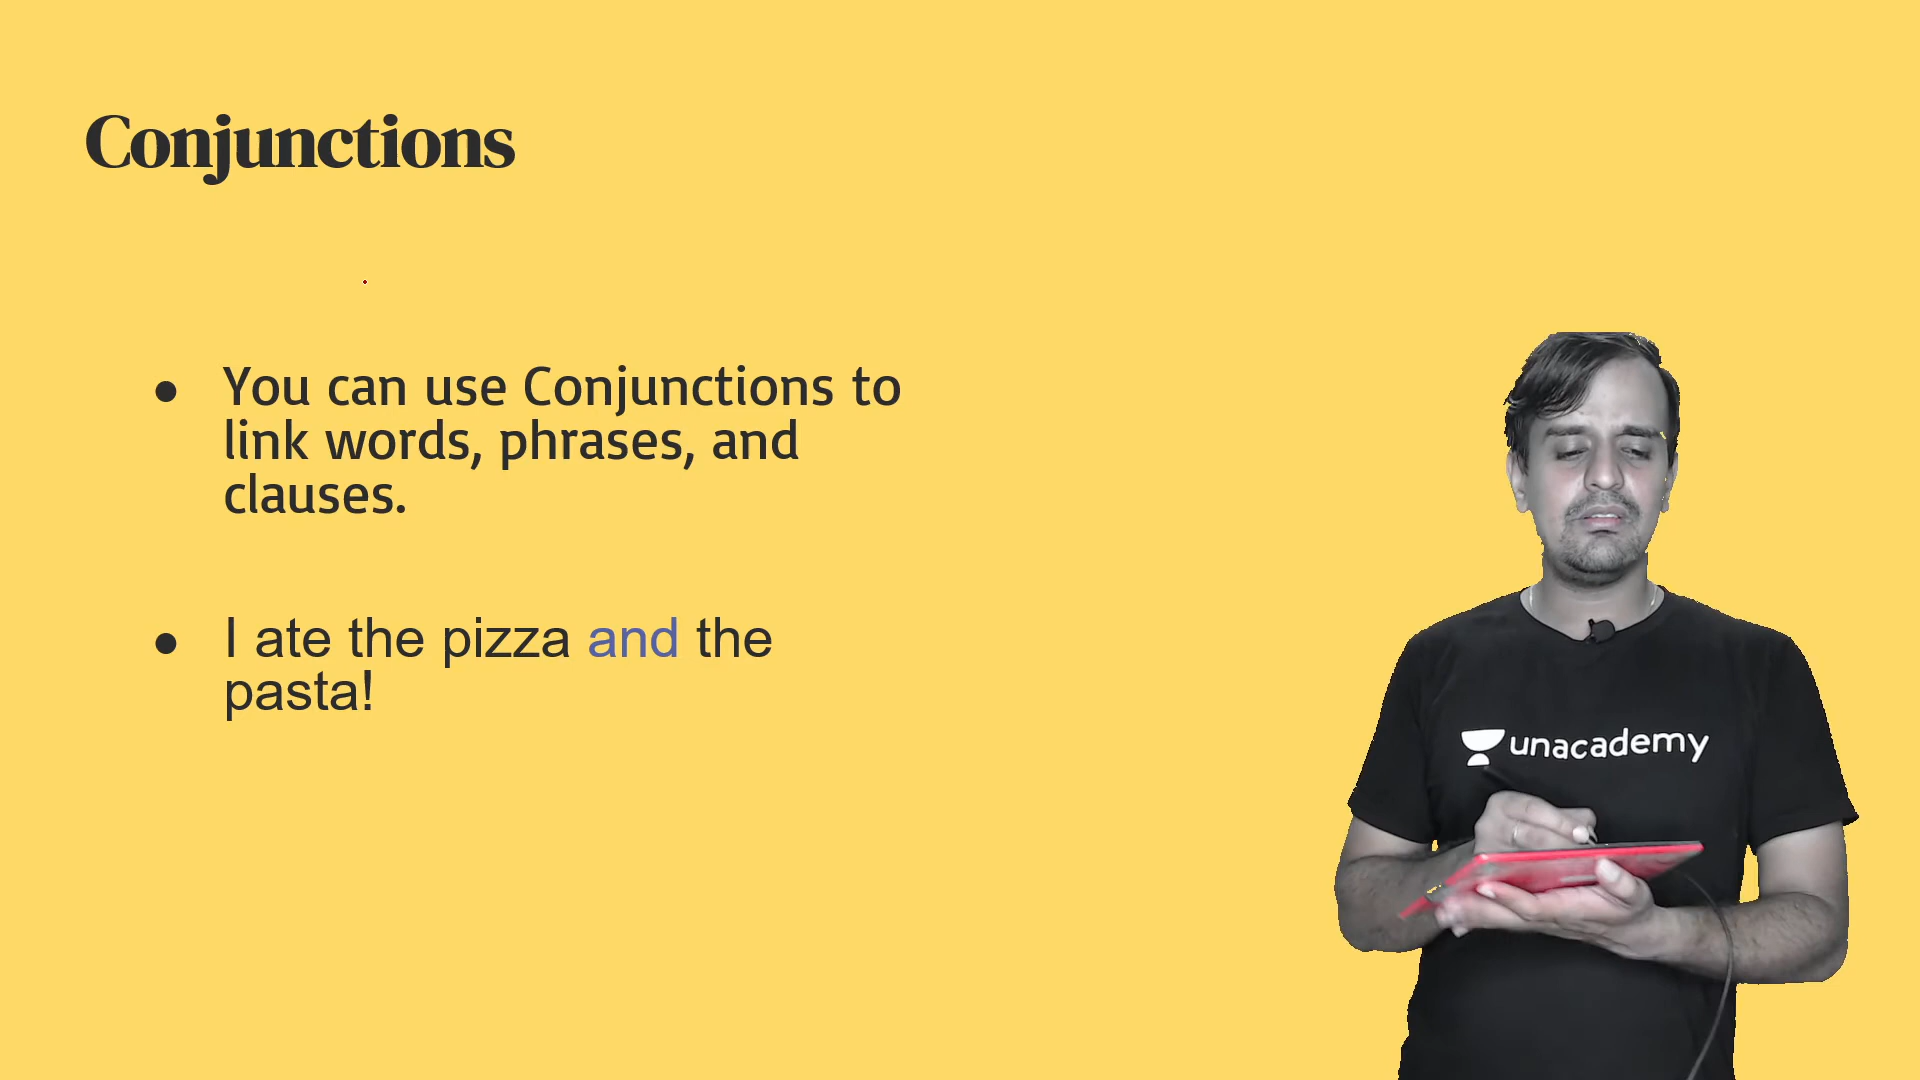 Conjunctions
● You can use Conjunctions to
link words, phrases, and
clauses.
● I ate the pizza and the
pasta!
unacademy